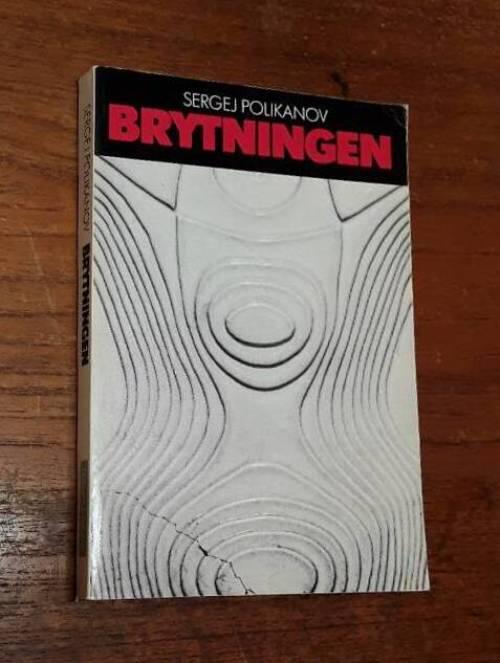 SERGEJ POLIKANOV
BRYTNINGEN
SERGEJ POLIKANOV BRYTNINGEN